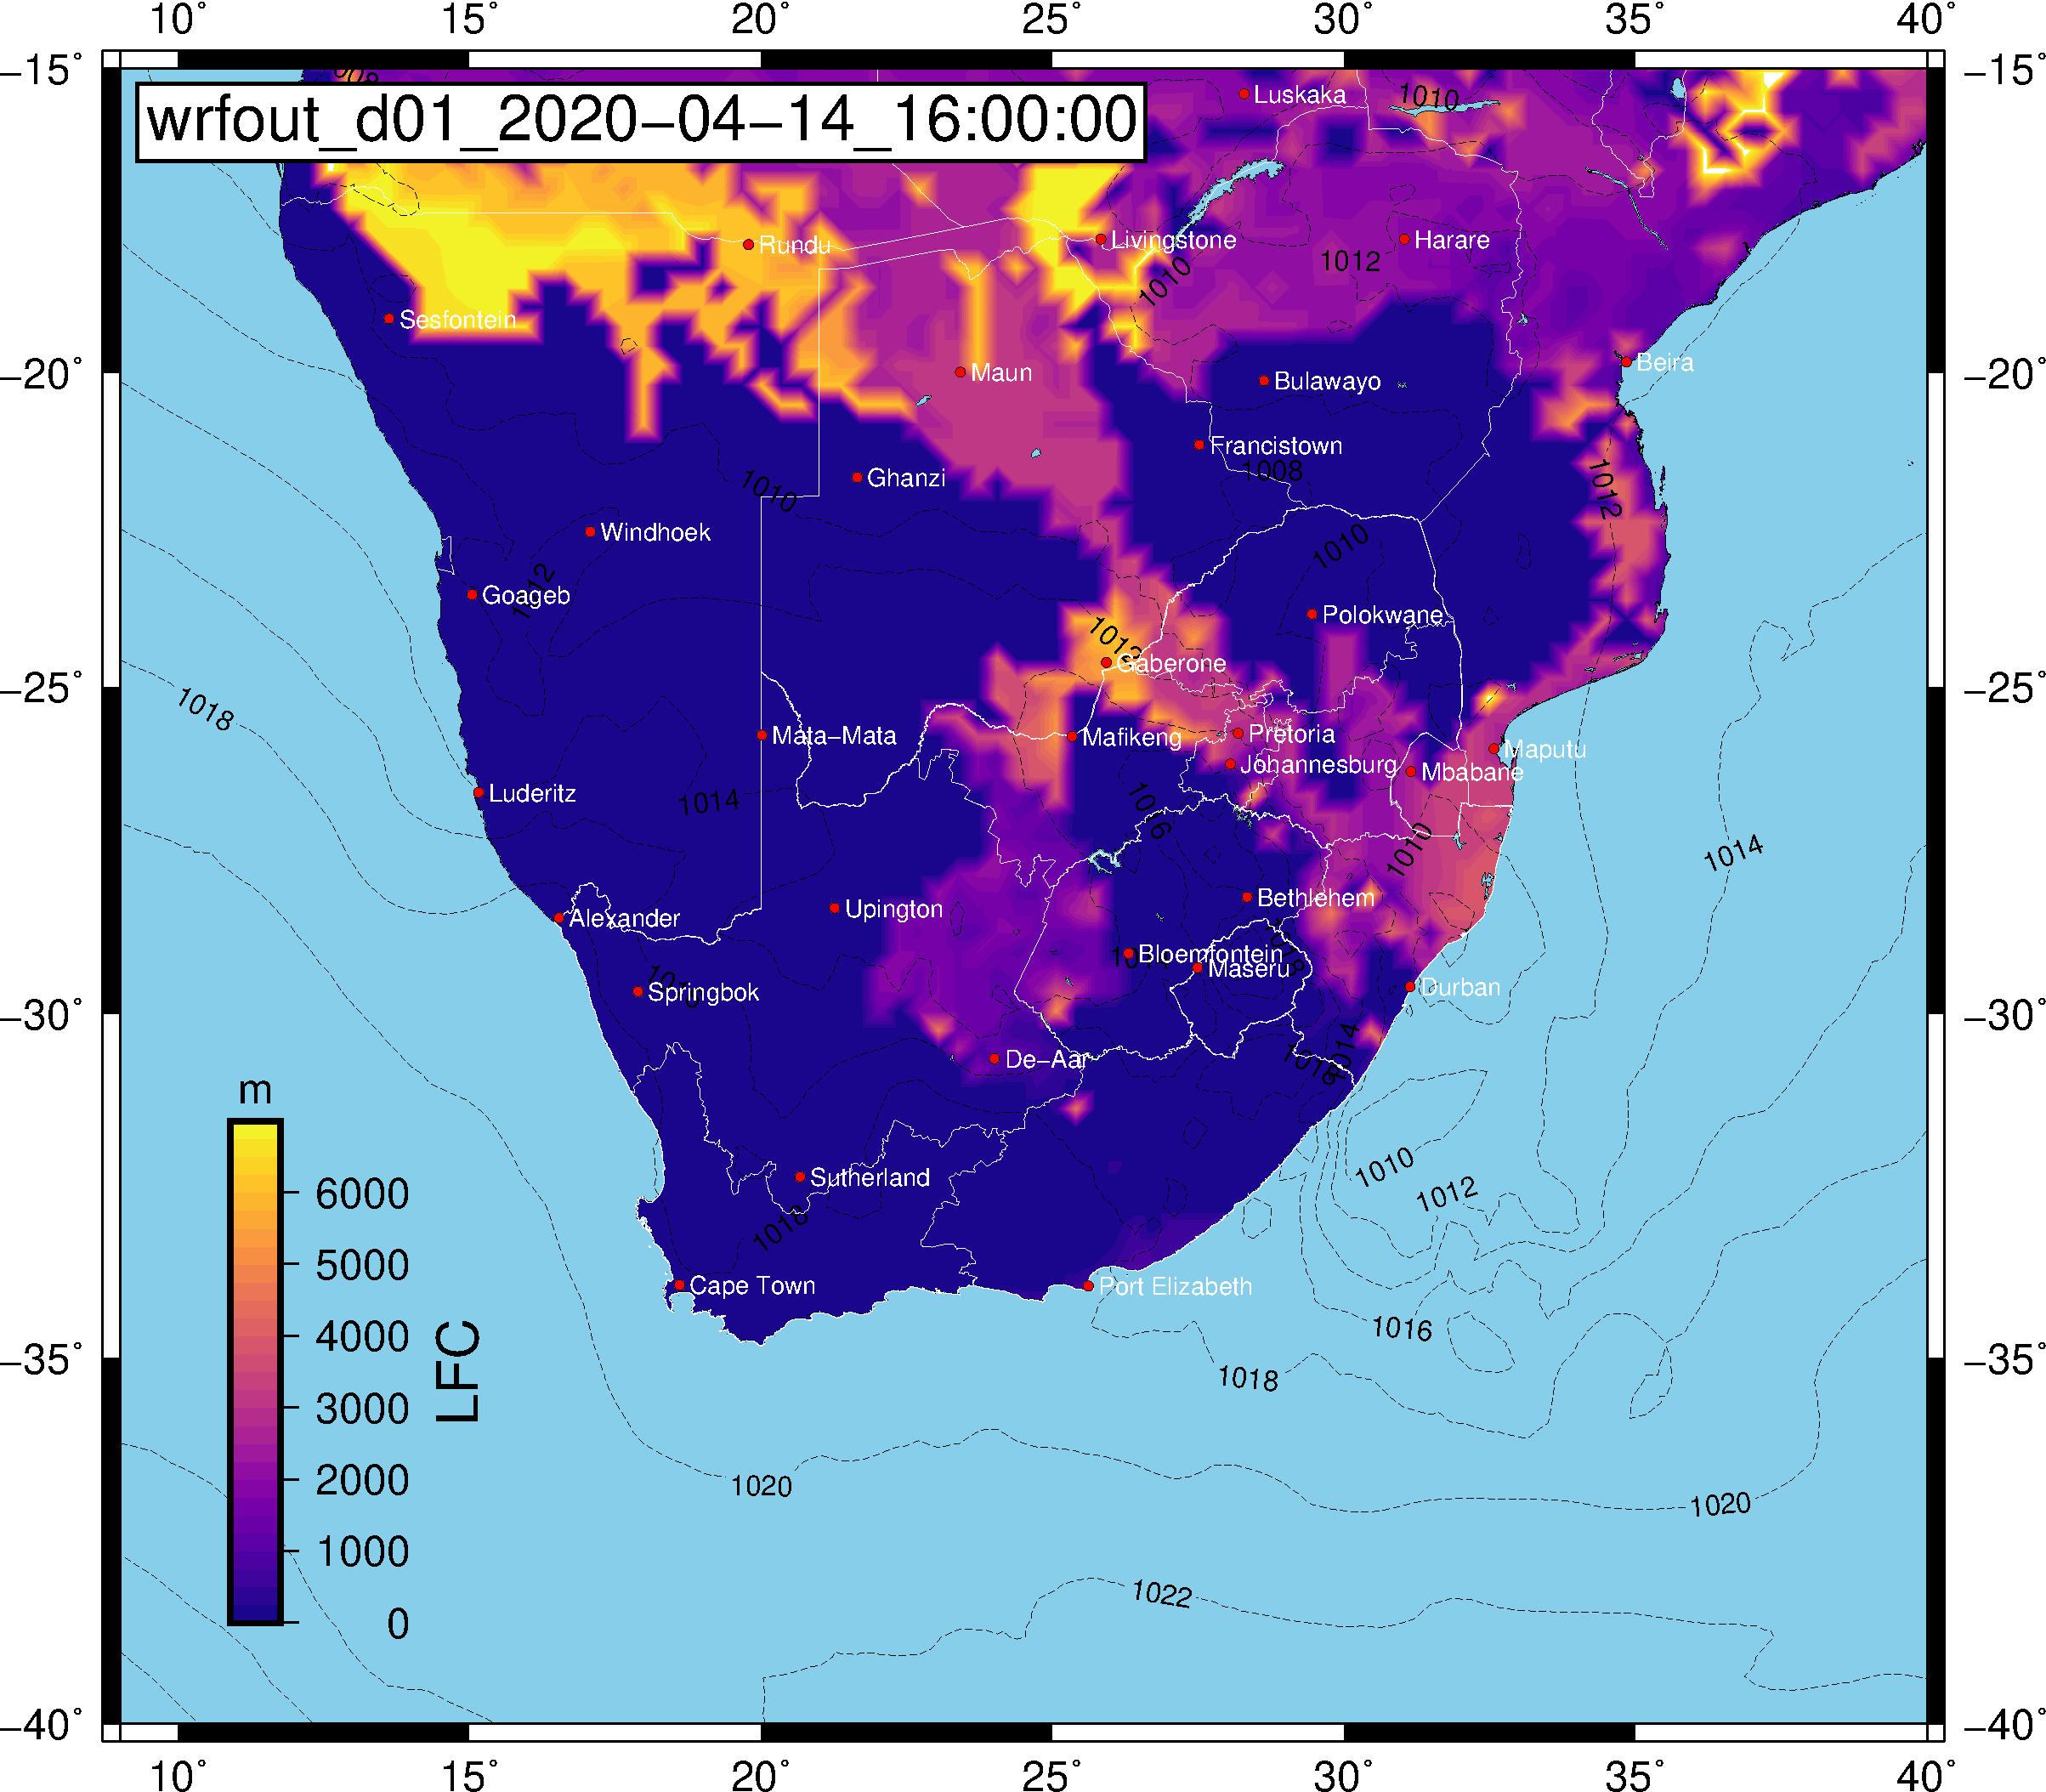 10° 15° 20° 25° 30° 35° 40°
−15° −15°
wrfout_d01_2020−04−14_16:00:00
Luskaka
1010
Rundu
Livingstone
Harare
1012
1010
Sesfontein
−20° −20°
Maun
Bulawayo
Beira
Francistown
1008
Ghanzi
1010
1012
Windhoek
1010
Goageb
1012
Polokwane
1012
Gaberone
−25° −25°
1018
Mata−Mata
Mafikeng
Pretoria
Maputu
Johannesburg
Mbabane
Luderitz
1014
1016
1010
1014
Upington
Bethlehem
Alexander
Bloemfontein
Maseru
1018
Springbok
Durban
−30° −30°
De−Aar
1018
1014
m
6000
5000
4000
3000
2000
1000
0
LFC
Sutherland
1010
1012
1018
Cape Town
Port Elizabeth
1016
−35° −35°
1018
1020
1020
1022
−40° −40°
10° 15° 20° 25° 30° 35° 40°